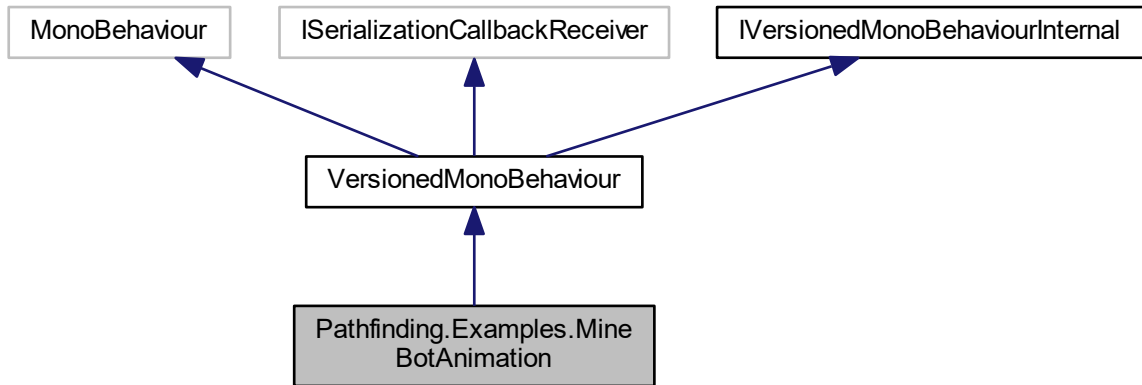 MonoBehaviour
ISerializationCallbackReceiver
IVersionedMonoBehaviourInternal
VersionedMonoBehaviour
Pathfinding.Examples.Mine
BotAnimation